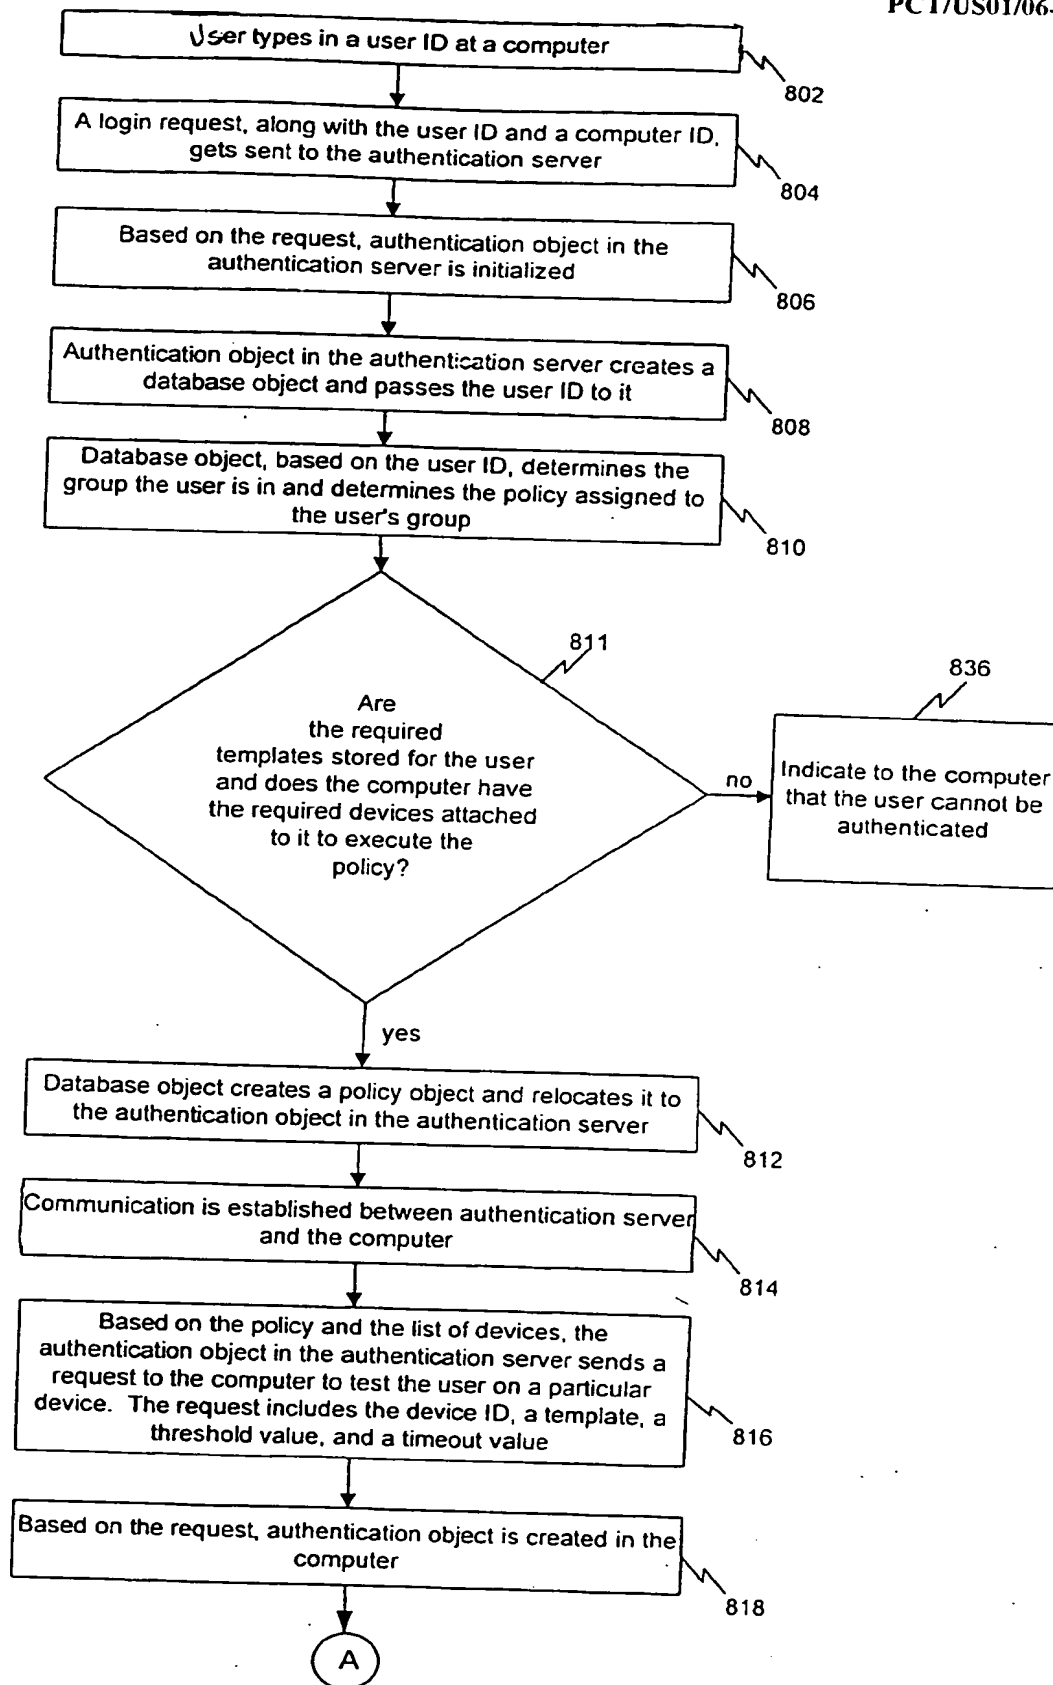 PCT/US01/06-
User types in a user ID at a computer
802
A login request, along with the user ID and a computer ID,
gets sent to the authentication server
804
Based on the request, authentication object in the
authentication server is initialized
806
Authentication object in the authentication server creates a
database object and passes the user ID to it
808
Database object, based on the user ID, determines the
group the user is in and determines the policy assigned to
the user's group
810
811
Are
the required
templates stored for the user
and does the computer have
the required devices attached
to it to execute the
policy?
no
836
Indicate to the computer
that the user cannot be
authenticated
yes
Database object creates a policy object and relocates it to
the authentication object in the authentication server
812
Communication is established between authentication server
and the computer
814
Based on the policy and the list of devices, the
authentication object in the authentication server sends a
request to the computer to test the user on a particular
device. The request includes the device ID, a template, a
threshold value, and a timeout value
816
Based on the request, authentication object is created in the
computer
818
A